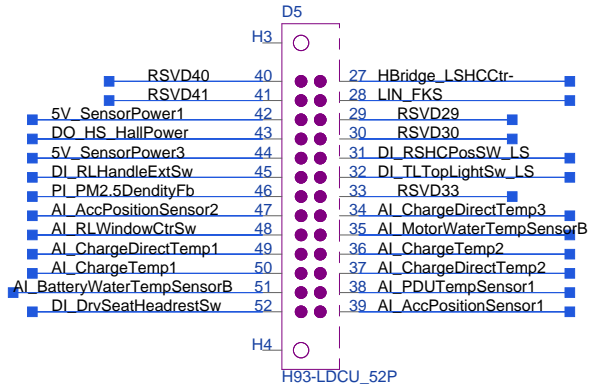 D5
H3
RSVD40 40 27 HBridge_LSHCCtr-
RSVD41 41 28 LIN_FKS
5V_SensorPower1 42 29 RSVD29
DO_HS_HallPower 43 30 RSVD30
5V_SensorPower3 44 31 DI_RSHCPosSW_LS
DI_RLHandleExtSw 45 32 DI_TLTopLightSw_LS
PI_PM2.5DendityFb 46 33 RSVD33
AI_AccPositionSensor2 47 34 AI_ChargeDirectTemp3
AI_RLWindowCtrSw 48 35 AI_MotorWaterTempSensorB
AI_ChargeDirectTemp1 49 36 AI_ChargeTemp2
AI_ChargeTemp1 50 37 AI_ChargeDirectTemp2
AI_BatteryWaterTempSensorB 51 38 AI_PDUTempSensor1
DI_DrvSeatHeadrestSw 52 39 AI_AccPositionSensor1
H4
H93-LDCU_52P